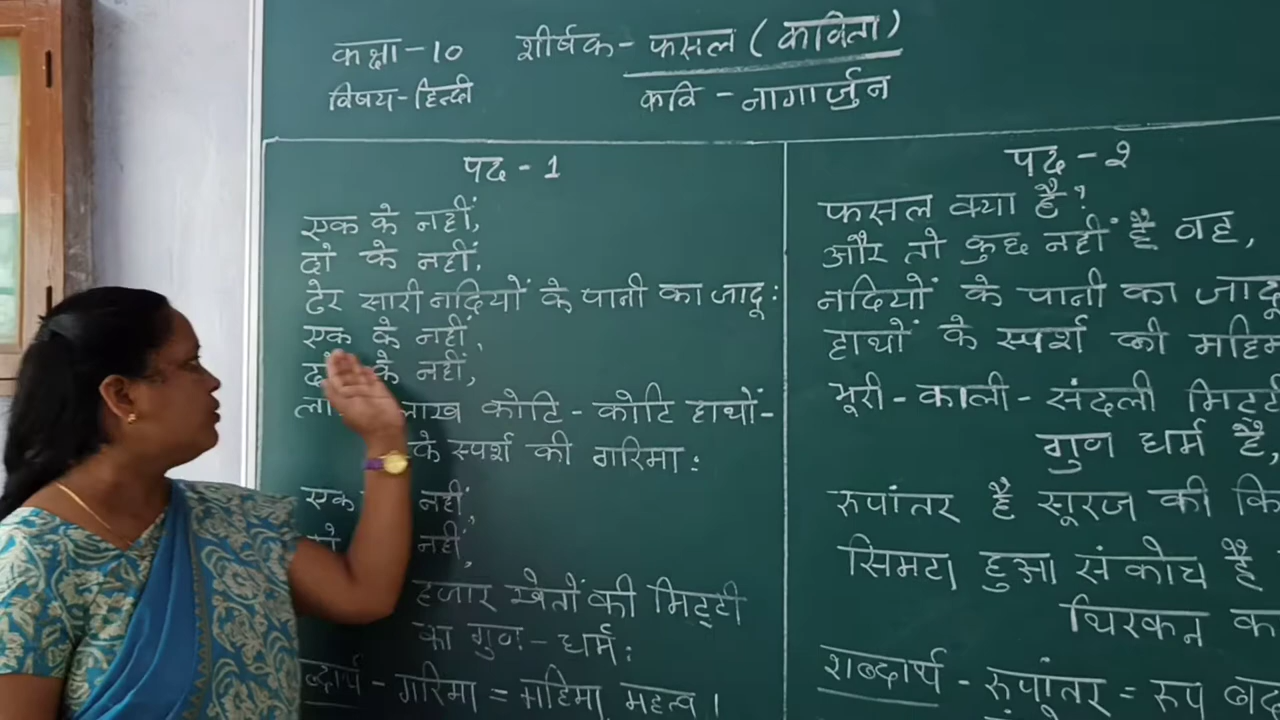 कक्षा-10
विषय-हिन्दी
शीर्षक- फसल (कविता)
कवि - नागार्जुन
पद - 1
एक के नहीं,
दो के नहीं,
ढेर सारी नदियों के पानी का जादू:
एक के नहीं,
के नहीं,
कोटि - कोटि हाथों-
के स्पर्श की गरिमा:
एक नहीं,
नहीं,
हजार खेतों की मिट्टी
का गुण-धर्म:
- गरिमा = महिमा, महत्व।
पद - २
फसल क्या है?
और तो कुछ नहीं है वह,
नदियों के पानी का जादू
हाथों के स्पर्श की
भूरी-काली-संदली
गुण धर्म है,
रुपांतर है सूरज की
सिमटा हुआ संकोच है
थिरकन
शब्दार्थ - रुपांतर = रूप